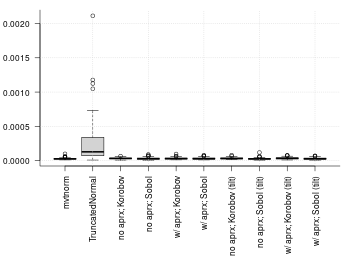 0.0020
0.0015
0.0010
0.0005
0.0000
mvtnorm
TruncatedNormal
no aprx; Korobov
no aprx; Sobol
w/ aprx; Korobov
w/ aprx; Sobol
no aprx; Korobov (tilt)
no aprx; Sobol (tilt)
w/ aprx; Korobov (tilt)
w/ aprx; Sobol (tilt)